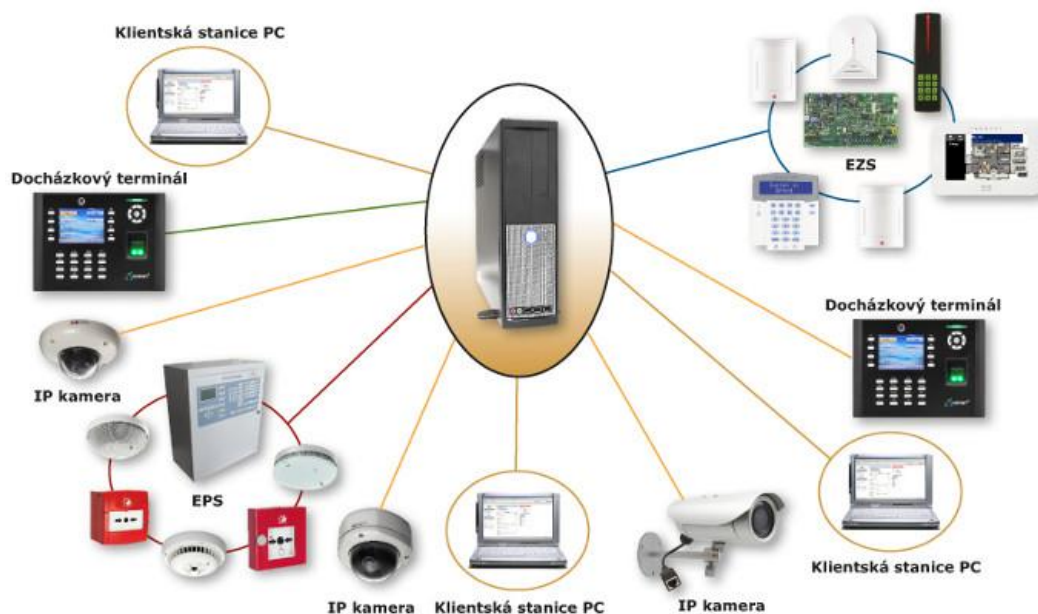 Klientská stanice PC
Docházkový terminál
EZS
Docházkový terminál
IP kamera
EPS
Klientská stanice PC
IP kamera
Klientská stanice PC
IP kamera